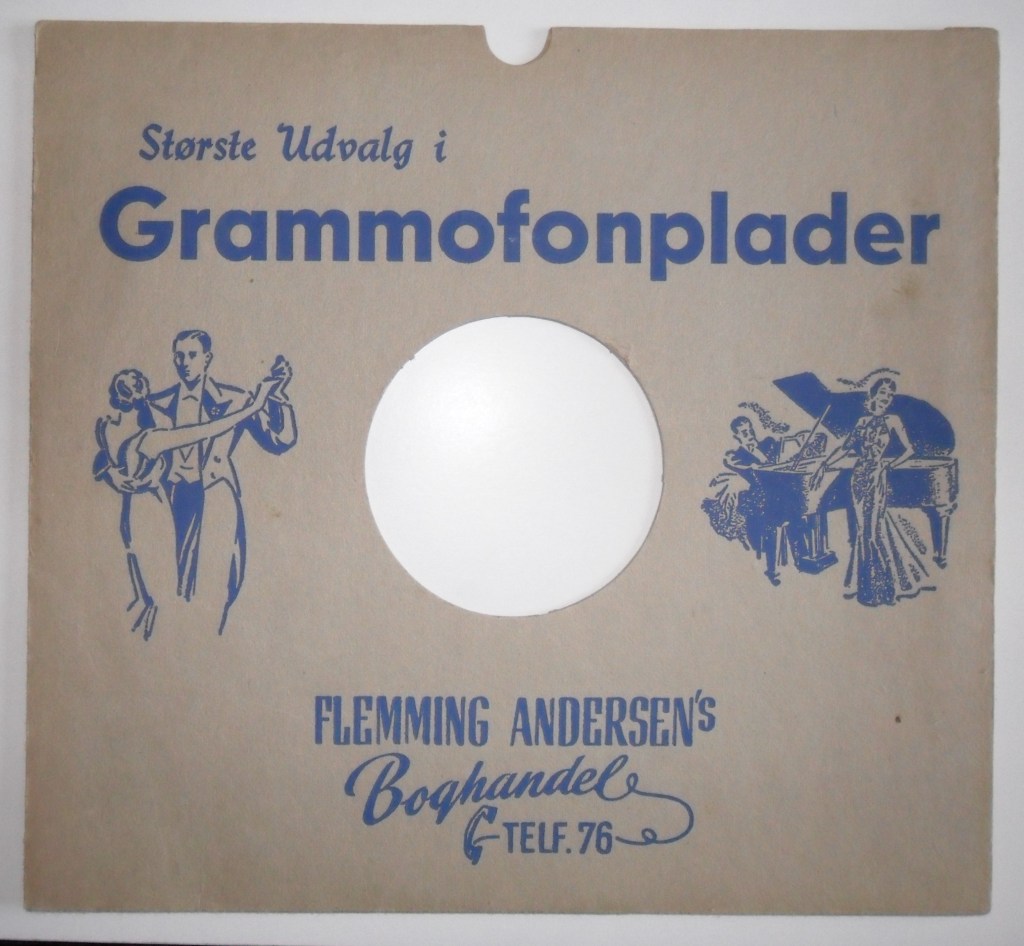 Største Udvalg i
Grammofonplader
FLEMMING ANDERSEN'S
Boghandel
TELF. 76